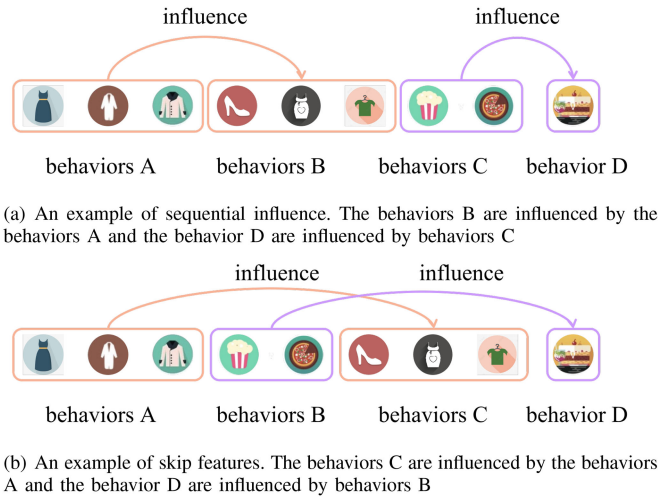 influence
influence
behaviors A
behaviors B
behaviors C
behavior D
(a) An example of sequential influence. The behaviors B are influenced by the
behaviors A and the behavior D are influenced by behaviors C
influence
influence
behaviors A
behaviors B
behaviors C
behavior D
(b) An example of skip features. The behaviors C are influenced by the behaviors
A and the behavior D are influenced by behaviors B